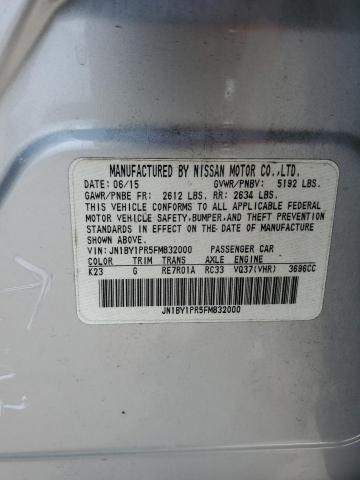 MANUFACTURED BY NISSAN MOTOR CO.,LTD.
DATE: 06/15 GVWR/PNBV: 5192 LBS.
GAWR/PNBE FR: 2612 LBS. RR: 2634 LBS.
THIS VEHICLE CONFORMS TO ALL APPLICABLE FEDERAL
MOTOR VEHICLE SAFETY,BUMPER,AND THEFT PREVENTION
STANDARDS IN EFFECT ON THE DATE OF MANUFACTURE
SHOWN ABOVE.
VIN: JN1BY1PR5FM832000 PASSENGER CAR
COLOR TRIM TRANS AXLE ENGINE
K23 G RE7R01A RC33 VQ37(VHR) 3696CC
JN1BY1PR5FM832000